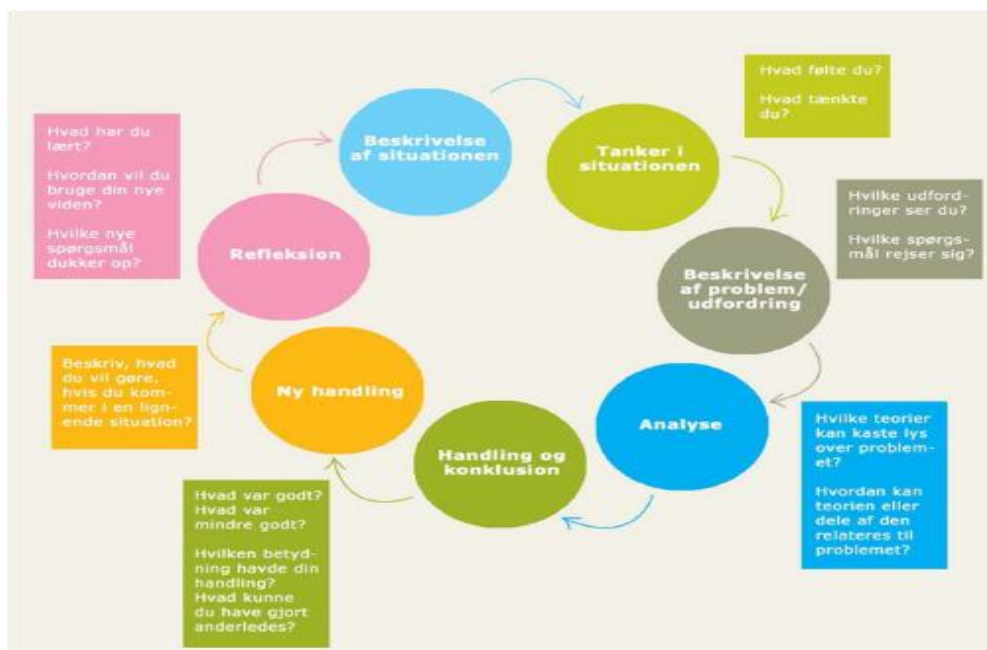 Beskrivelse
af situationen
Tanker i
situationen
Hvad følte du?
Hvad tænkte
du?
Beskrivelse
af problem/
udfordring
Hvilke udford-
ringer ser du?
Hvilke spørgs-
mål rejser sig?
Analyse
Hvilke teorier
kan kaste lys
over problem-
et?
Hvordan kan
teorien eller
dele af den
relateres til
problemet?
Handling og
konklusion
Hvad var godt?
Hvad var
mindre godt?
Hvilken betyd-
ning havde din
handling?
Hvad kunne
du have gjort
anderledes?
Ny handling
Beskriv, hvad
du vil gøre,
hvis du kom-
mer i en lign-
ende situation?
Refleksion
Hvad har du
lært?
Hvordan vil du
bruge din nye
viden?
Hvilke nye
spørgsmål
dukker op?